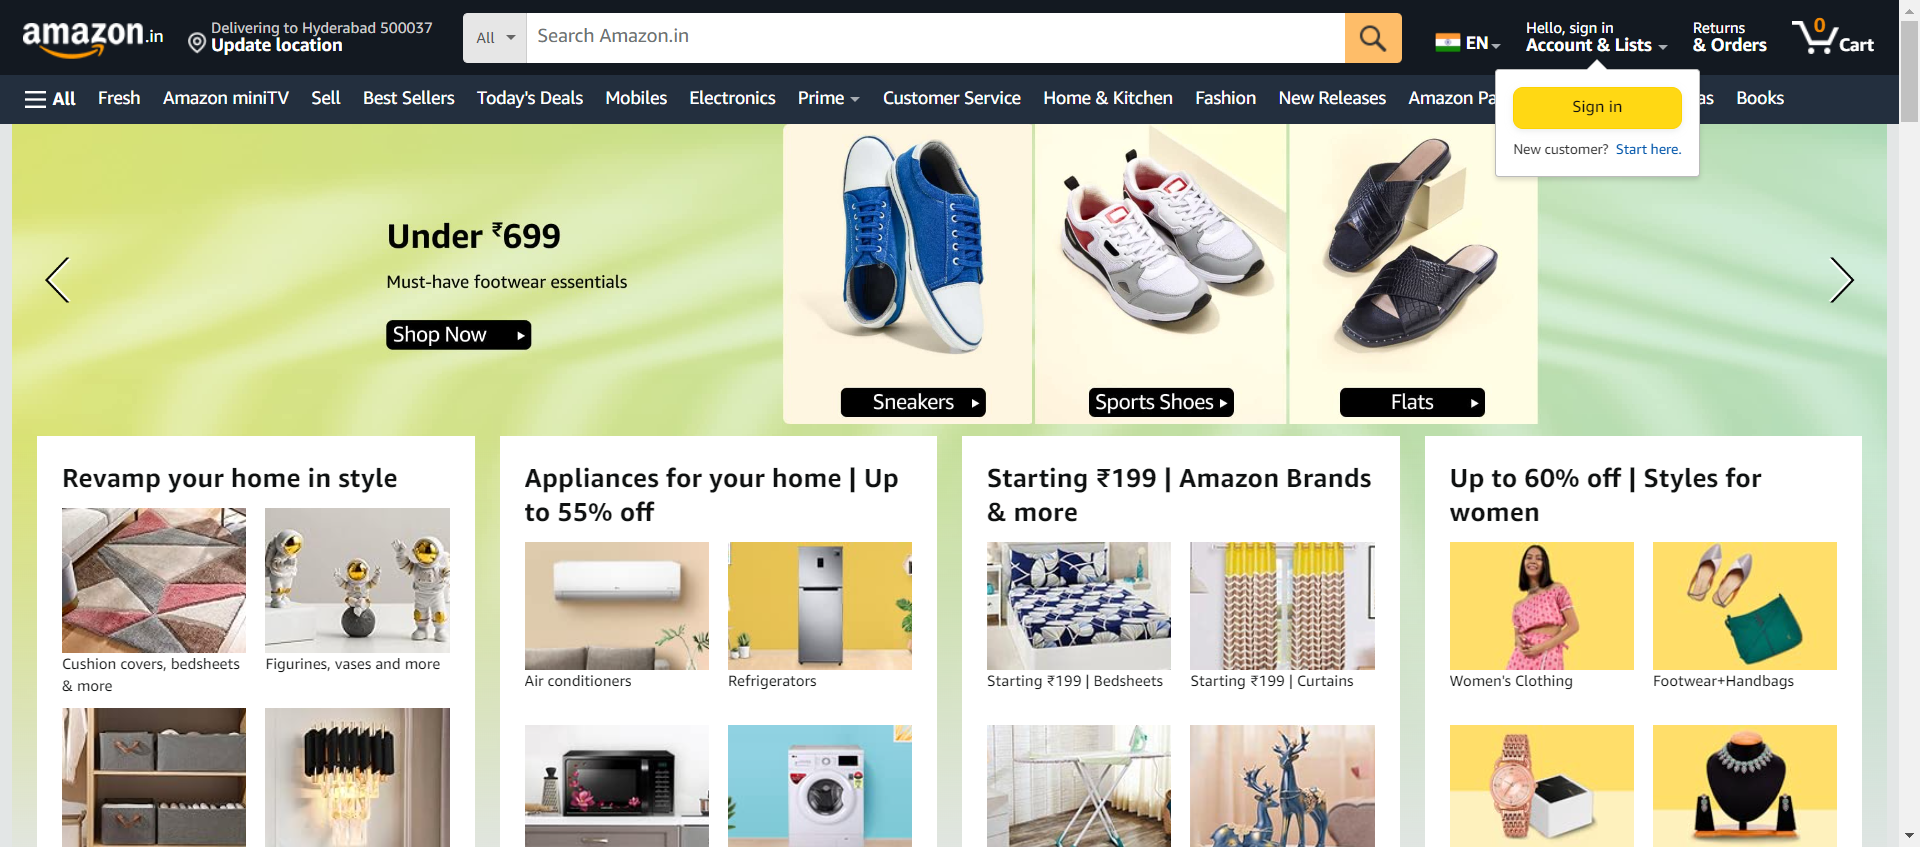 amazon.in
Delivering to Hyderabad 500037
Update location
All
Search Amazon.in
EN
Hello, sign in
Account & Lists
Returns
& Orders
0
Cart
All
Fresh
Amazon miniTV
Sell
Best Sellers
Today's Deals
Mobiles
Electronics
Prime
Customer Service
Home & Kitchen
Fashion
New Releases
Amazon Pa
as
Books
Sign in
New customer? Start here.
Under ₹699
Must-have footwear essentials
Shop Now
Sneakers
Sports Shoes
Flats
Revamp your home in style
Cushion covers, bedsheets
& more
Figurines, vases and more
Appliances for your home | Up
to 55% off
Air conditioners
Refrigerators
Starting ₹199 | Amazon Brands
& more
Starting ₹199 | Bedsheets
Starting ₹199 | Curtains
Up to 60% off | Styles for
women
Women's Clothing
Footwear+Handbags